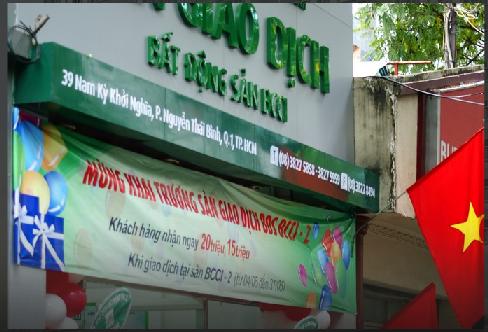 GIAO DỊCH
BẤT ĐỘNG SẢN BCCI
39 Nam Kỳ Khởi Nghĩa, P. Nguyễn Thái Bình, Q.1, TP.HCM
MỪNG KHAI TRƯƠNG SÀN GIAO DỊCH BĐS BCCI - 2
Khách hàng nhận ngay 20triệu 15triệu
Khi giao dịch tại sàn BCCI - 2